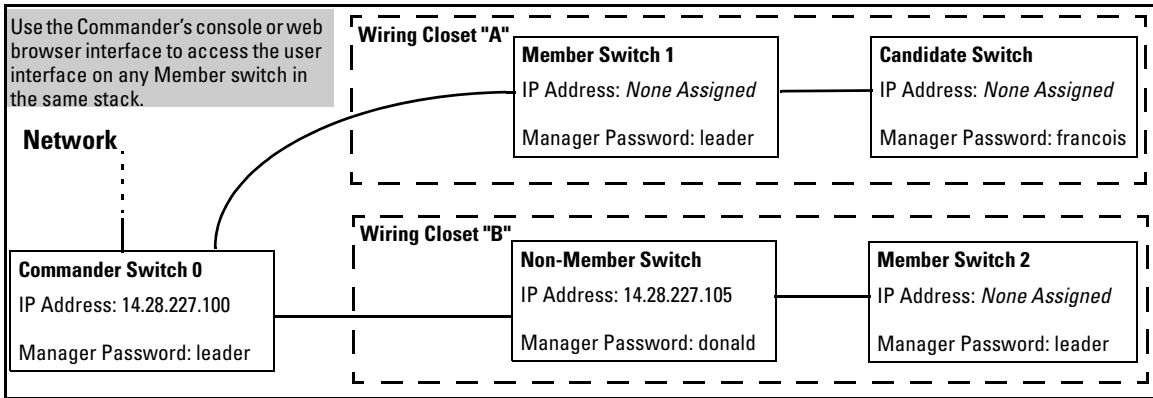 Use the Commander's console or web
browser interface to access the user
interface on any Member switch in
the same stack.
Network
Wiring Closet "A"
Member Switch 1
IP Address: None Assigned
Manager Password: leader
Candidate Switch
IP Address: None Assigned
Manager Password: francois
Commander Switch 0
IP Address: 14.28.227.100
Manager Password: leader
Wiring Closet "B"
Non-Member Switch
IP Address: 14.28.227.105
Manager Password: donald
Member Switch 2
IP Address: None Assigned
Manager Password: leader